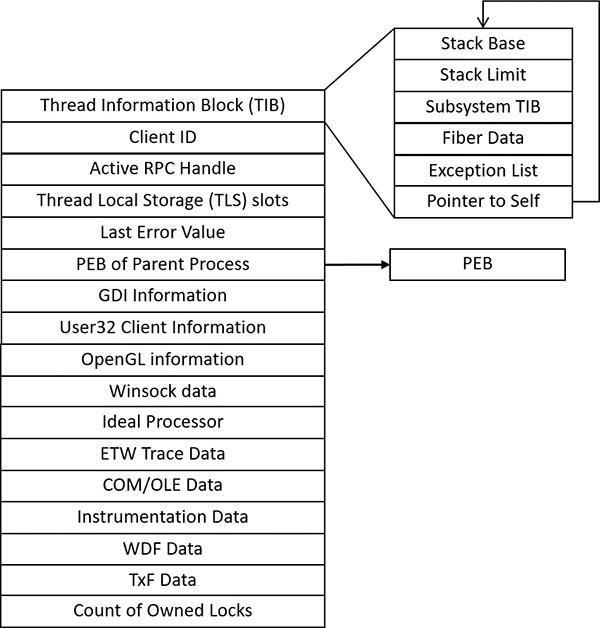 Thread Information Block (TIB)
Client ID
Active RPC Handle
Thread Local Storage (TLS) slots
Last Error Value
PEB of Parent Process
GDI Information
User32 Client Information
OpenGL information
Winsock data
Ideal Processor
ETW Trace Data
COM/OLE Data
Instrumentation Data
WDF Data
TxF Data
Count of Owned Locks
Stack Base
Stack Limit
Subsystem TIB
Fiber Data
Exception List
Pointer to Self
PEB